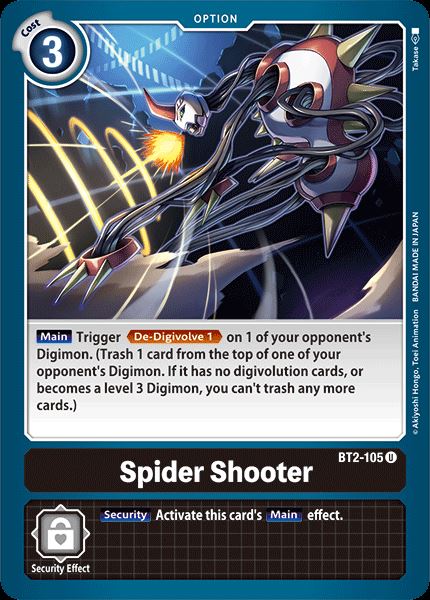 OPTION
Cost
3
Takase
© Akiyoshi Hongo, Toei Animation BANDAI MADE IN JAPAN
Main Trigger De-Digivolve 1 on 1 of your opponent's
Digimon. (Trash 1 card from the top of one of your
opponent's Digimon. If it has no digivolution cards, or
becomes a level 3 Digimon, you can't trash any more
cards.)
BT2-105 U
Spider Shooter
Security Activate this card's Main effect.
Security Effect